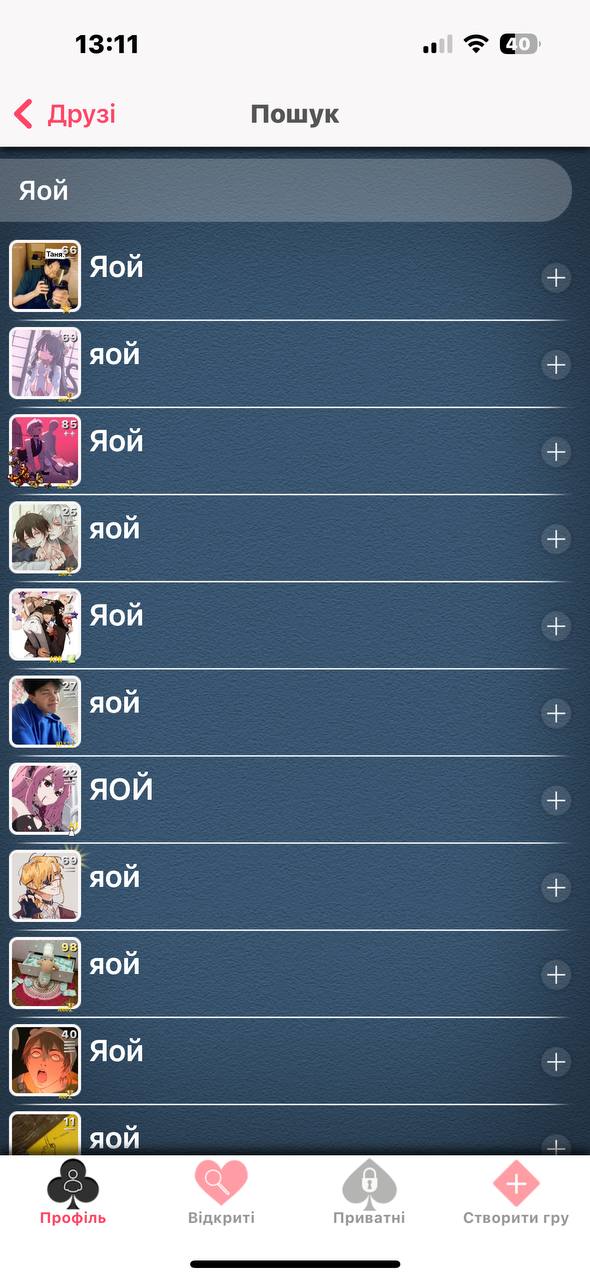 13:11
40
Друзі
Пошук
Яой
Таня
66
Яой
69
яой
85
Яой
25
яой
7
Яой
27
яой
22
ЯОЙ
69
яой
98
яой
40
Яой
11
яой
Профіль
Відкриті
Приватні
Створити гру